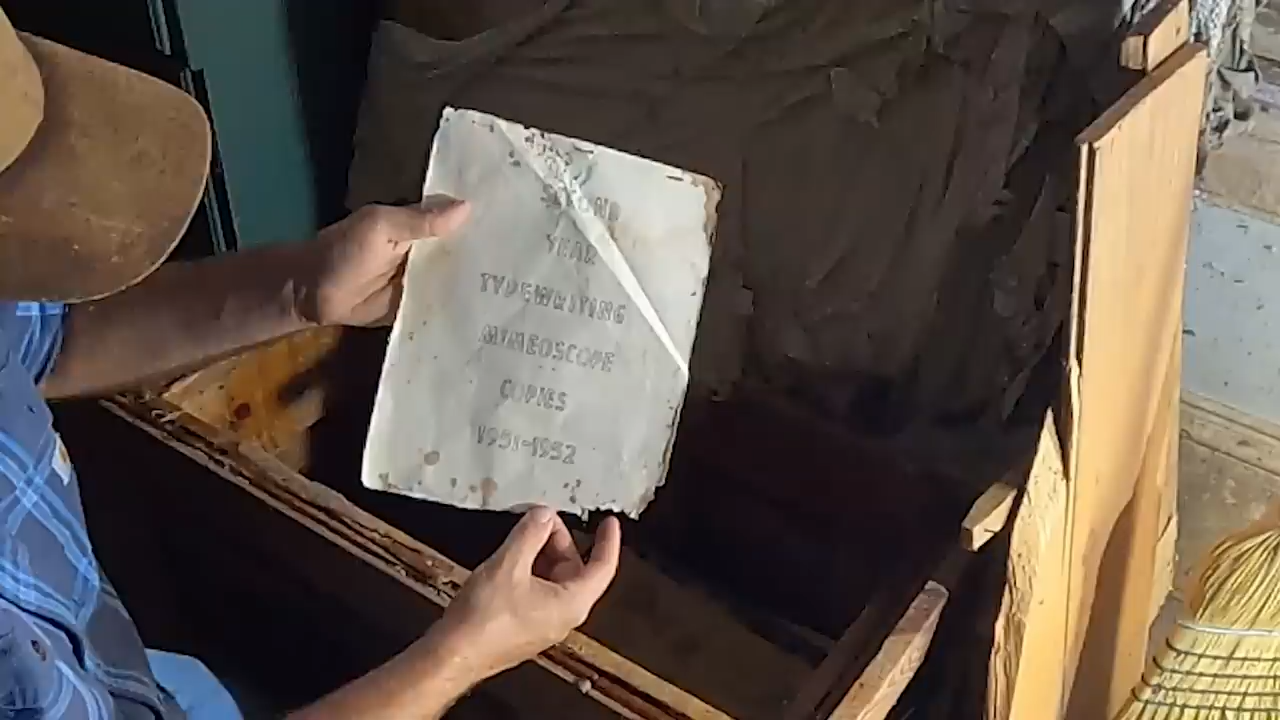 SECOND
YEAR
TYPEWRITING
MIMEOSCOPE
COPIES
1951-1952